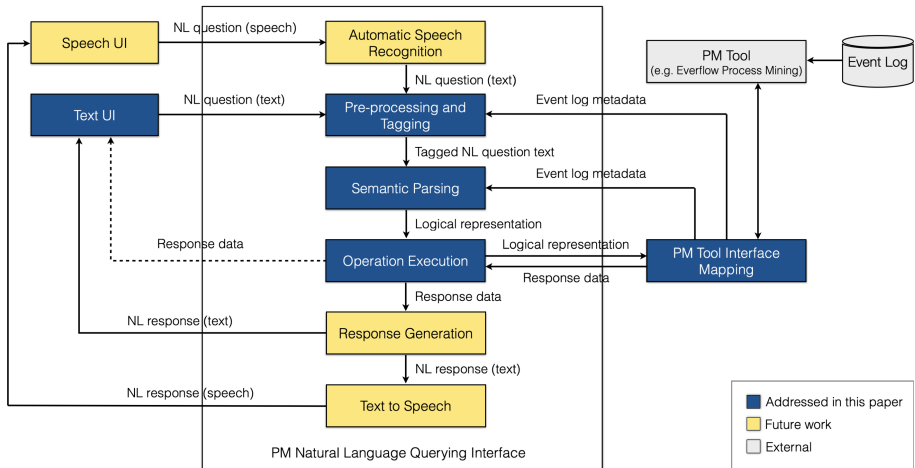 NL question (speech)
Speech UI
Automatic Speech
Recognition
PM Tool
(e.g. Everflow Process Mining)
Event Log
NL question (text)
NL question (text)
Event log metadata
Text UI
Pre-processing and
Tagging
Tagged NL question text
Event log metadata
Semantic Parsing
Logical representation
Response data
Logical representation
Operation Execution
PM Tool Interface
Mapping
Response data
Response data
NL response (text)
Response Generation
NL response (text)
NL response (speech)
Text to Speech
Addressed in this paper
Future work
External
PM Natural Language Querying Interface